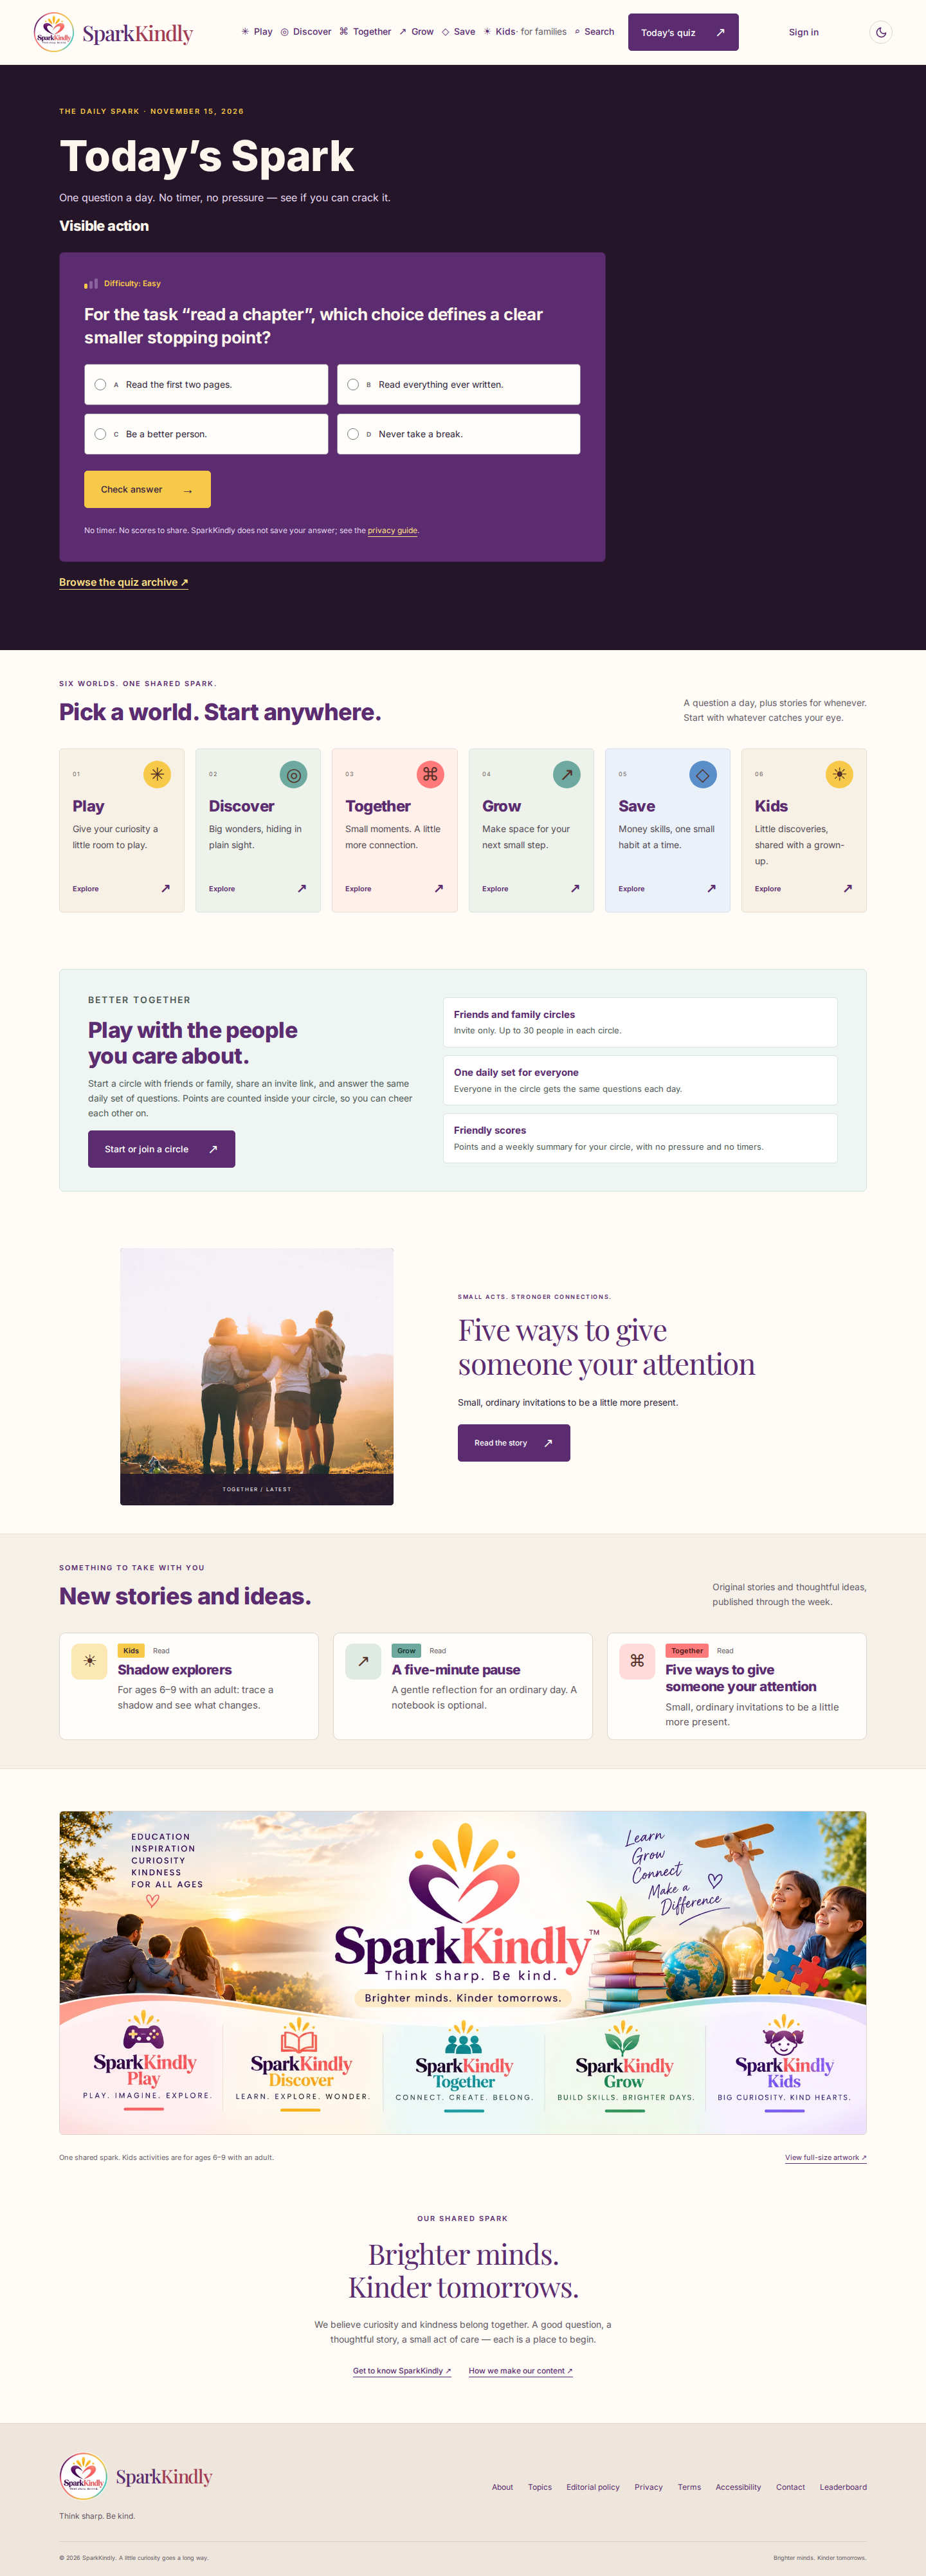 SparkKindly
Play Discover Together Grow Save Kids · for families Search
Today's quiz
Sign in
THE DAILY SPARK · NOVEMBER 15, 2026
Today’s Spark
One question a day. No timer, no pressure — see if you can crack it.
Visible action
Difficulty: Easy
For the task “read a chapter”, which choice defines a clear
smaller stopping point?
A Read the first two pages.
B Read everything ever written.
C Be a better person.
D Never take a break.
Check answer →
No timer. No scores to share. SparkKindly does not save your answer; see the privacy guide.
Browse the quiz archive ↗
SIX WORLDS. ONE SHARED SPARK.
Pick a world. Start anywhere.
A question a day, plus stories for whenever.
Start with whatever catches your eye.
01
Play
Give your curiosity a
little room to play.
Explore ↗
02
Discover
Big wonders, hiding in
plain sight.
Explore ↗
03
Together
Small moments. A little
more connection.
Explore ↗
04
Grow
Make space for your
next small step.
Explore ↗
05
Save
Money skills, one small
habit at a time.
Explore ↗
06
Kids
Little discoveries,
shared with a grown-
up.
Explore ↗
BETTER TOGETHER
Play with the people
you care about.
Start a circle with friends or family, share an invite link, and answer the same
daily set of questions. Points are counted inside your circle, so you can cheer
each other on.
Start or join a circle ↗
Friends and family circles
Invite only. Up to 30 people in each circle.
One daily set for everyone
Everyone in the circle gets the same questions each day.
Friendly scores
Points and a weekly summary for your circle, with no pressure and no timers.
TOGETHER / LATEST
SMALL ACTS. STRONGER CONNECTIONS.
Five ways to give
someone your attention
Small, ordinary invitations to be a little more present.
Read the story ↗
SOMETHING TO TAKE WITH YOU
New stories and ideas.
Original stories and thoughtful ideas,
published through the week.
Kids Read
Shadow explorers
For ages 6–9 with an adult: trace a
shadow and see what changes.
Grow Read
A five-minute pause
A gentle reflection for an ordinary day. A
notebook is optional.
Together Read
Five ways to give
someone your attention
Small, ordinary invitations to be a little
more present.
EDUCATION
INSPIRATION
CURIOSITY
KINDNESS
FOR ALL AGES
Learn
Grow
Connect
Make a
Difference
SparkKindly™
Think sharp. Be kind.
Brighter minds. Kinder tomorrows.
SparkKindly
Play
PLAY. IMAGINE. EXPLORE.
SparkKindly
Discover
LEARN. EXPLORE. WONDER.
SparkKindly
Together
CONNECT. CREATE. BELONG.
SparkKindly
Grow
BUILD SKILLS. BRIGHTER DAYS.
SparkKindly
Kids
BIG CURIOSITY. KIND HEARTS.
One shared spark. Kids activities are for ages 6–9 with an adult.
View full-size artwork ↗
OUR SHARED SPARK
Brighter minds.
Kinder tomorrows.
We believe curiosity and kindness belong together. A good question, a
thoughtful story, a small act of care — each is a place to begin.
Get to know SparkKindly ↗ How we make our content ↗
SparkKindly
Think sharp. Be kind.
About Topics Editorial policy Privacy Terms Accessibility Contact Leaderboard
© 2026 SparkKindly. A little curiosity goes a long way.
Brighter minds. Kinder tomorrows.